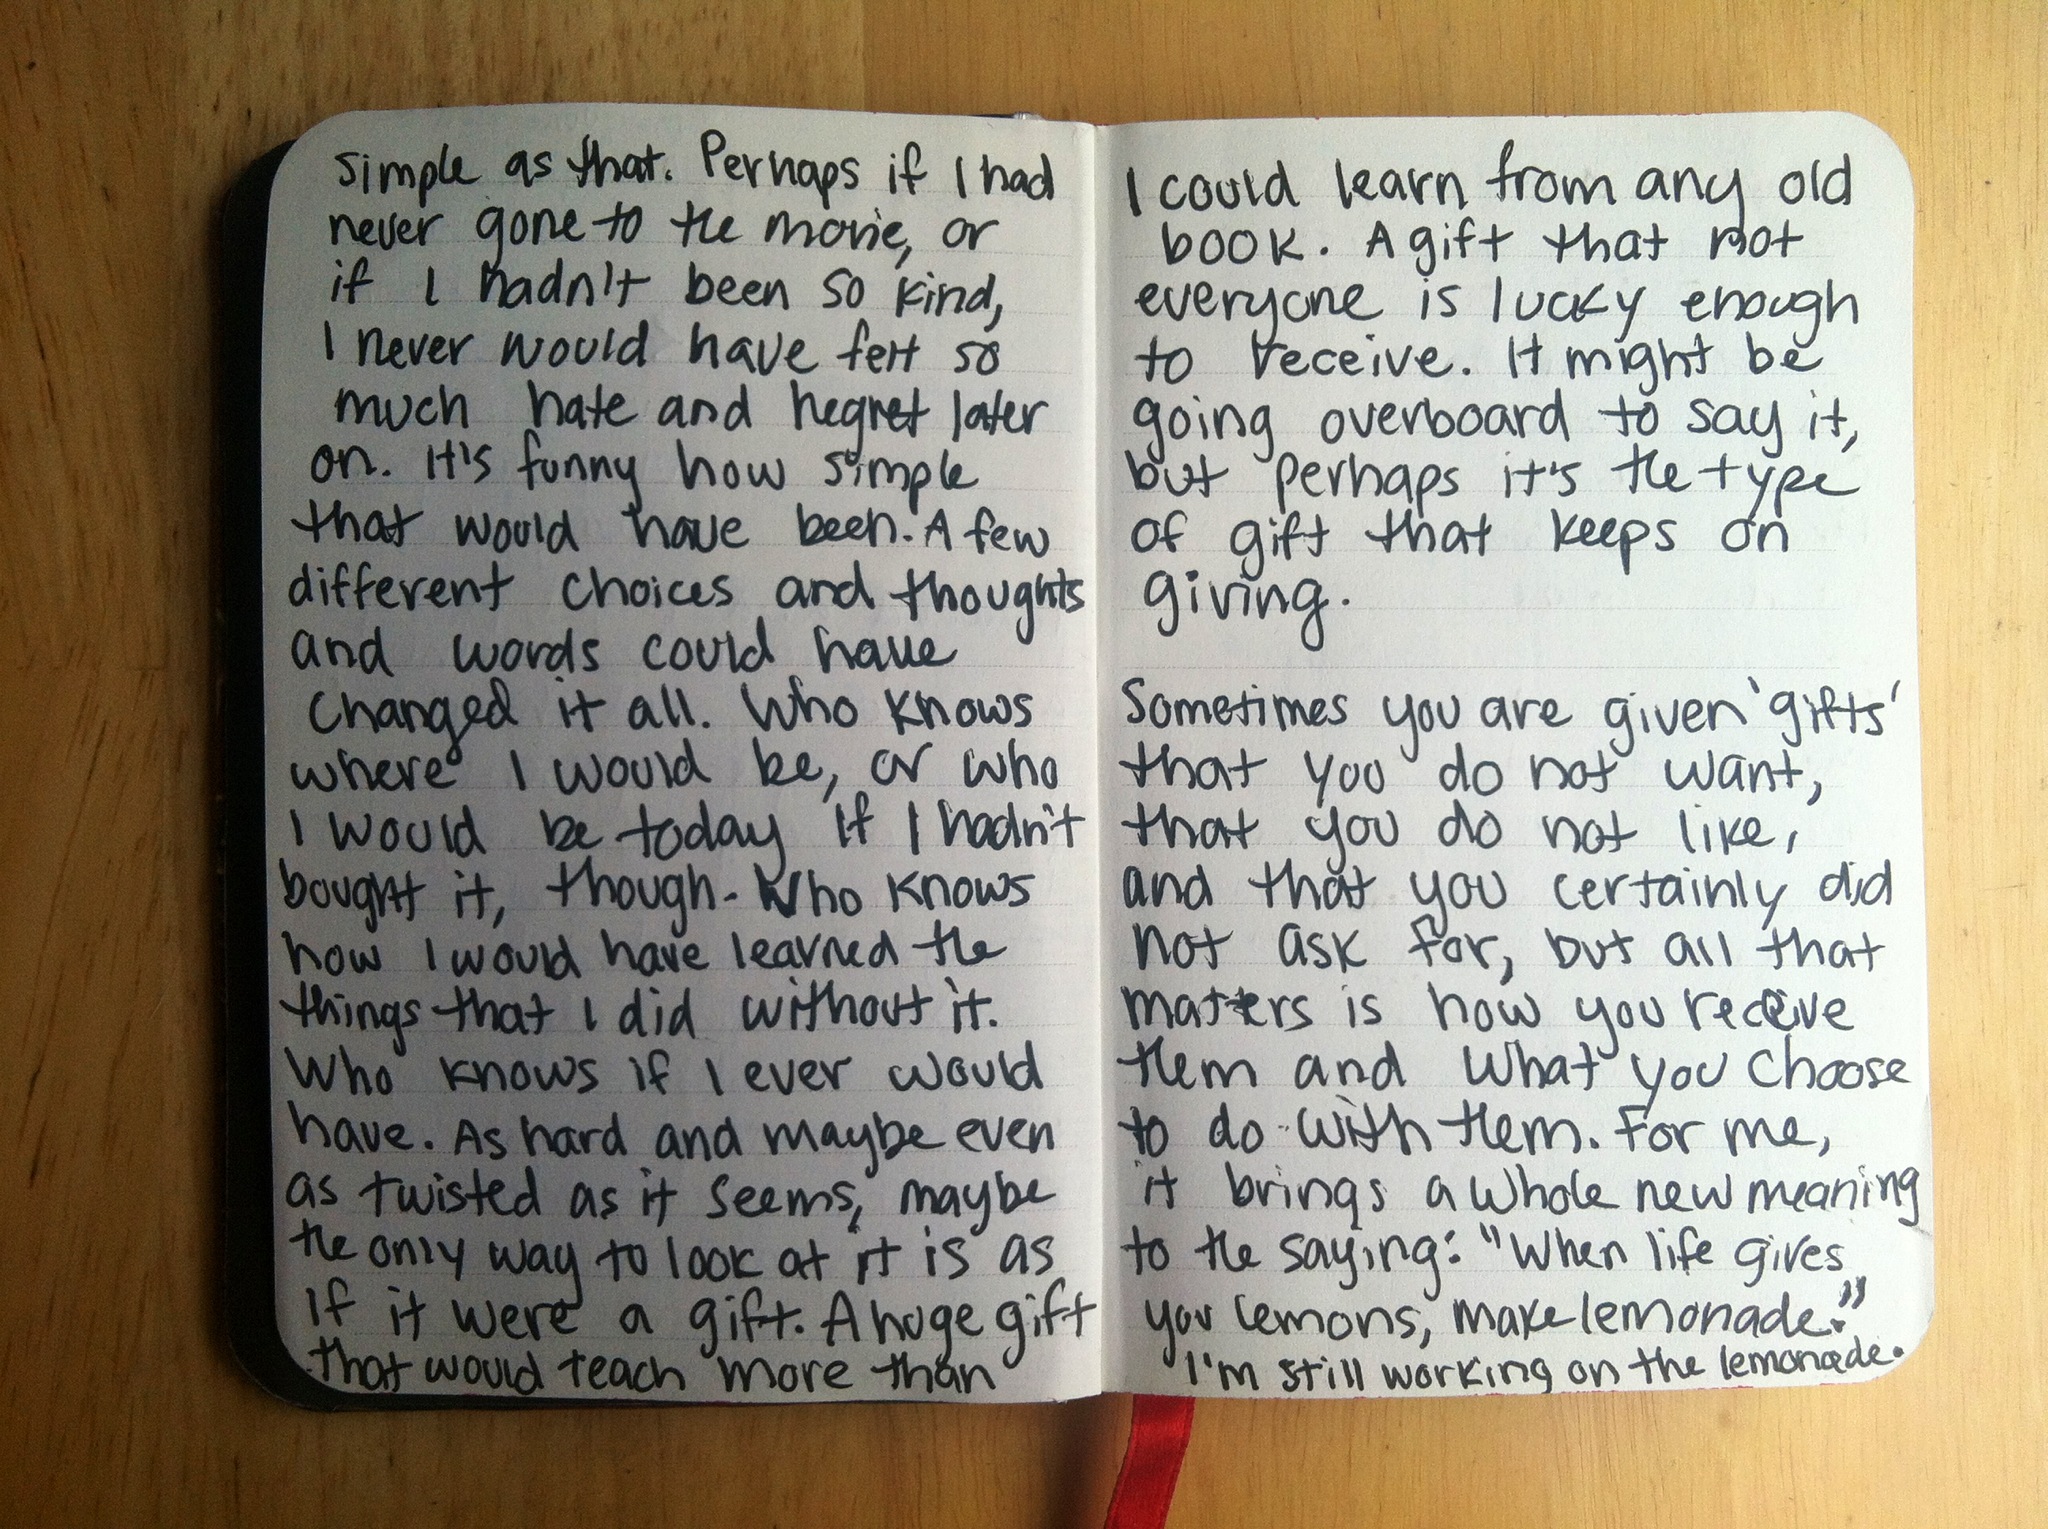 simple as that. Perhaps if I had
never gone to the movie, or
if I hadn't been so kind,
I never would have felt so
much hate and hegret later
on. It's funny how simple
that would have been. A few
different choices and thoughts
and words could have
changed it all. Who knows
where I would be, or who
I would be today if I hadn't
bought it, though. Who knows
how I would have learned the
things that I did without it.
Who knows if I ever would
have. As hard and maybe even
as twisted as it seems, maybe
the only way to look at it is as
if it were a gift. A huge gift
that would teach more than
I could learn from any old
book. A gift that not
everyone is lucky enough
to receive. It might be
going overboard to say it,
but perhaps it's the type
of gift that keeps on
giving.
Sometimes you are given 'gifts'
that you do not want,
that you do not like,
and that you certainly did
not ask for, but all that
matters is how you receive
them and what you choose
to do with them. For me,
it brings a whole new meaning
to the saying: "When life gives
you lemons, make lemonade."
I'm still working on the lemonade.